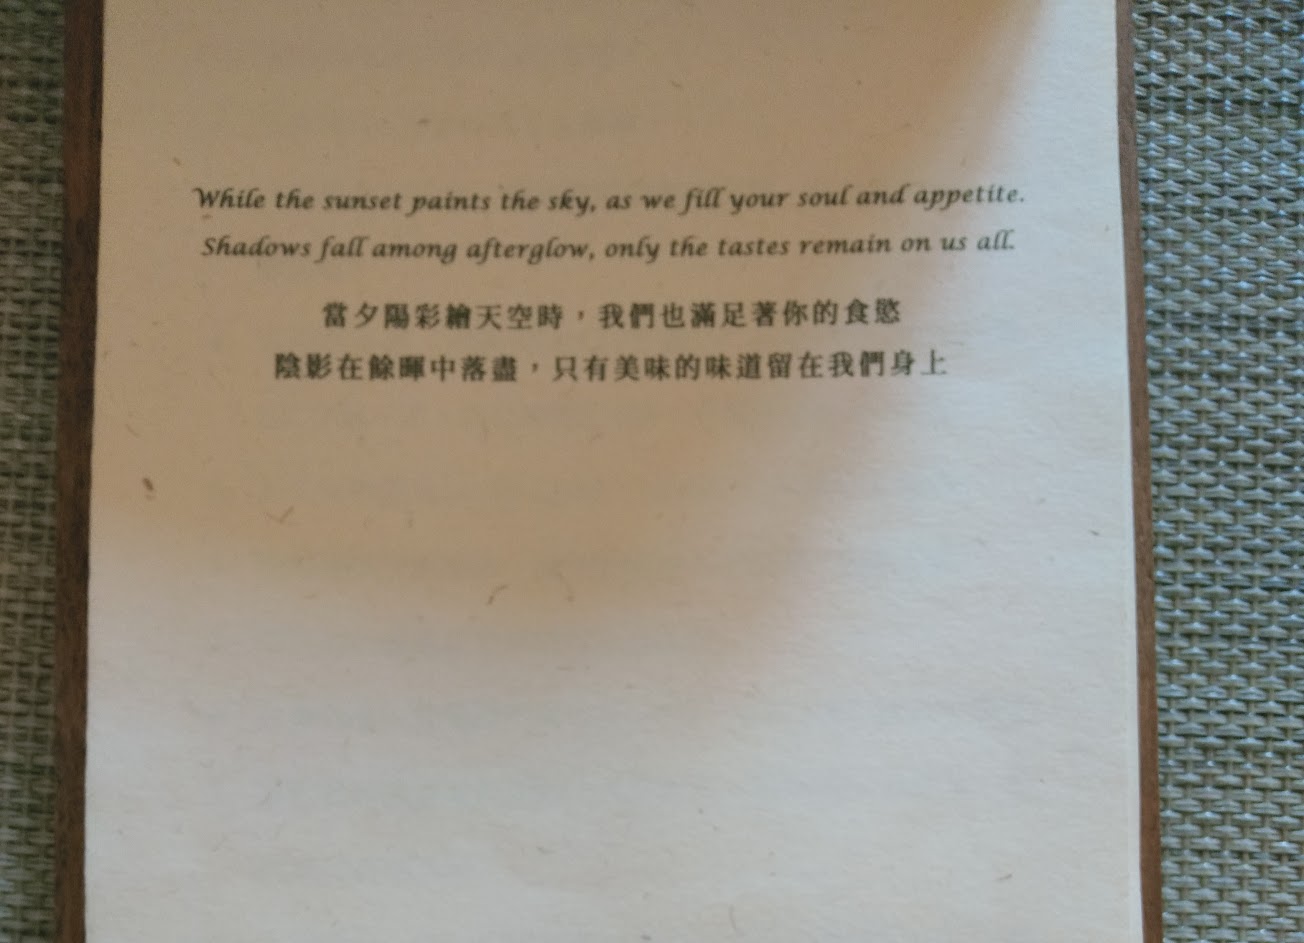 While the sunset paints the sky, as we fill your soul and appetite.
Shadows fall among afterglow, only the tastes remain on us all.
當夕陽彩繪天空時，我們也滿足著你的食慾
陰影在餘暉中落盡，只有美味的味道留在我們身上